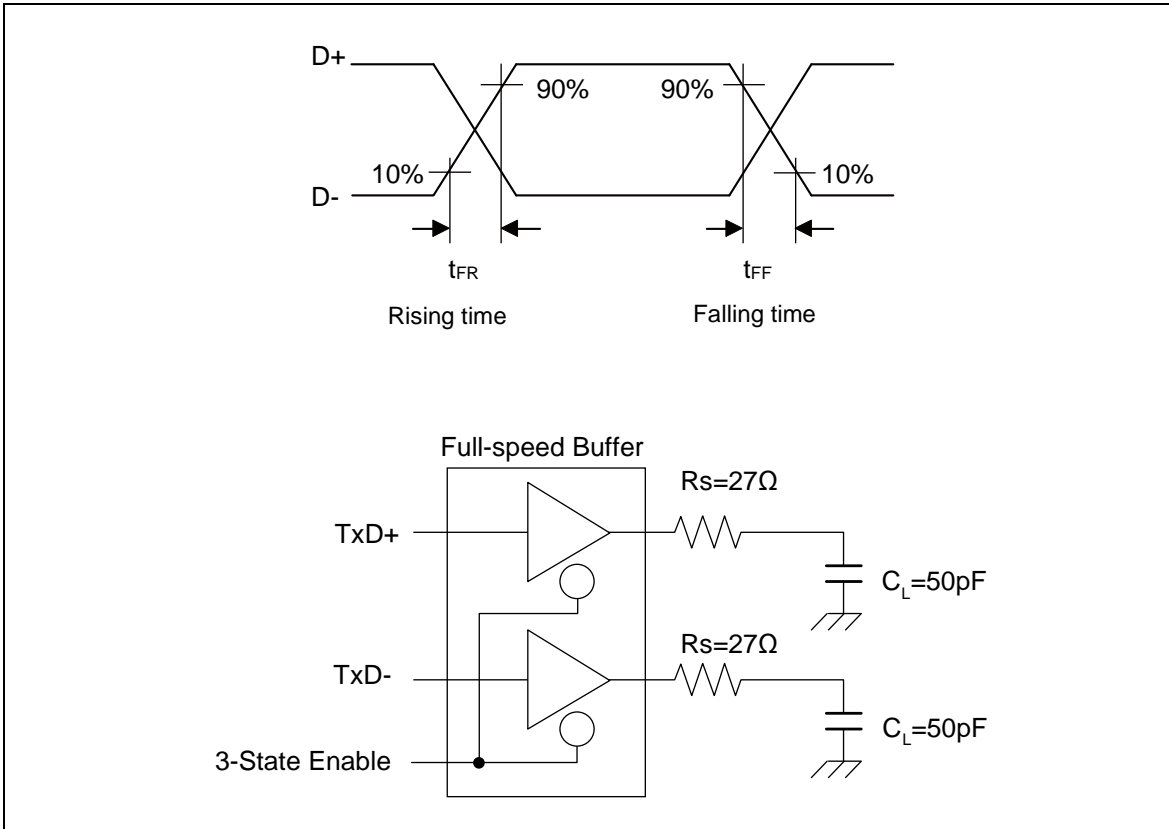 D+
90%
90%
10%
10%
D-
tFR
tFF
Rising time
Falling time
Full-speed Buffer
Rs=27Ω
TxD+
CL=50pF
Rs=27Ω
TxD-
CL=50pF
3-State Enable